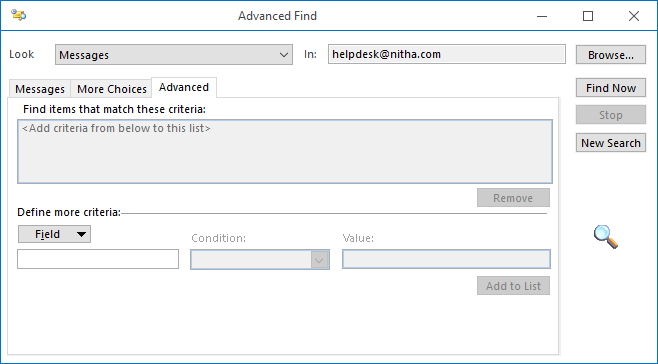 Advanced Find
Look Messages In: helpdesk@nitha.com Browse...
Messages More Choices Advanced Find Now
Find items that match these criteria:
<Add criteria from below to this list>
Stop
New Search
Remove
Define more criteria:
Field Condition: Value:
Add to List